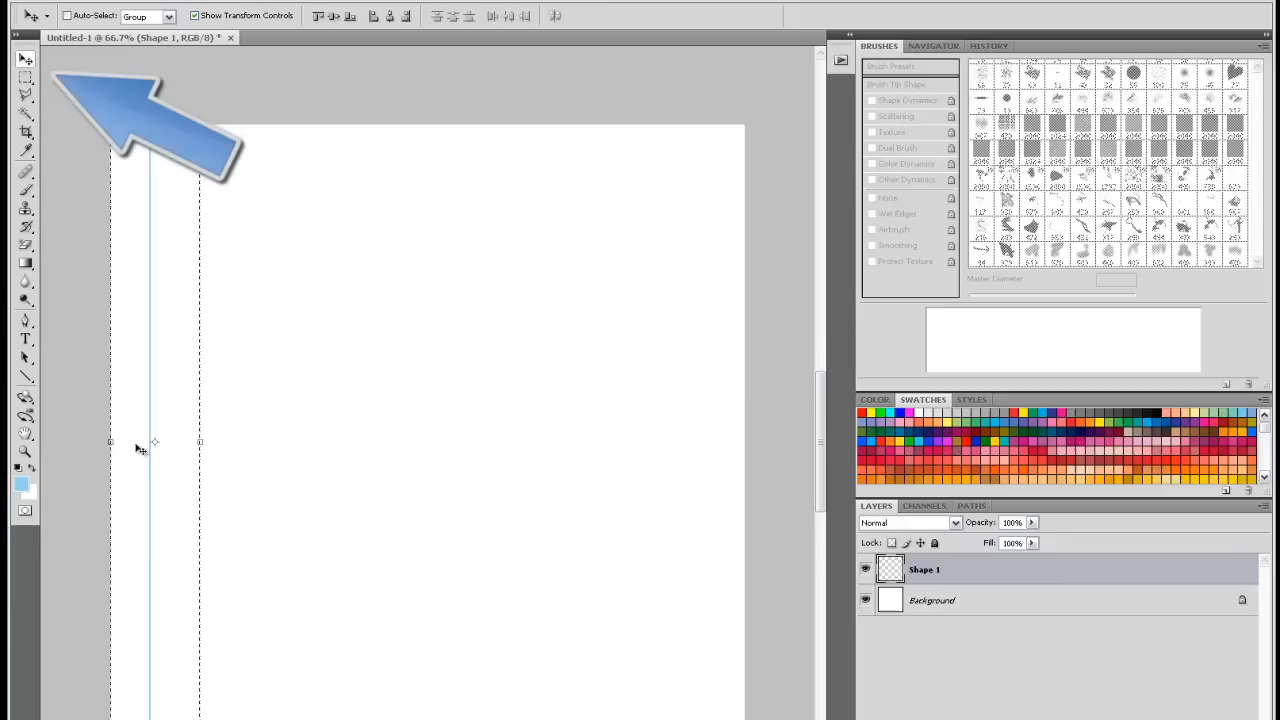 Auto-Select: Group Show Transform Controls
Untitled-1 @ 66.7% (Shape 1, RGB/8) * x
BRUSHES NAVIGATOR HISTORY
Brush Presets
Brush Tip Shape
Shape Dynamics
Scattering
Texture
Dual Brush
Color Dynamics
Other Dynamics
Noise
Wet Edges
Airbrush
Smoothing
Protect Texture
Master Diameter
COLOR SWATCHES STYLES
LAYERS CHANNELS PATHS
Normal Opacity: 100%
Lock: Fill: 100%
Shape 1
Background
T